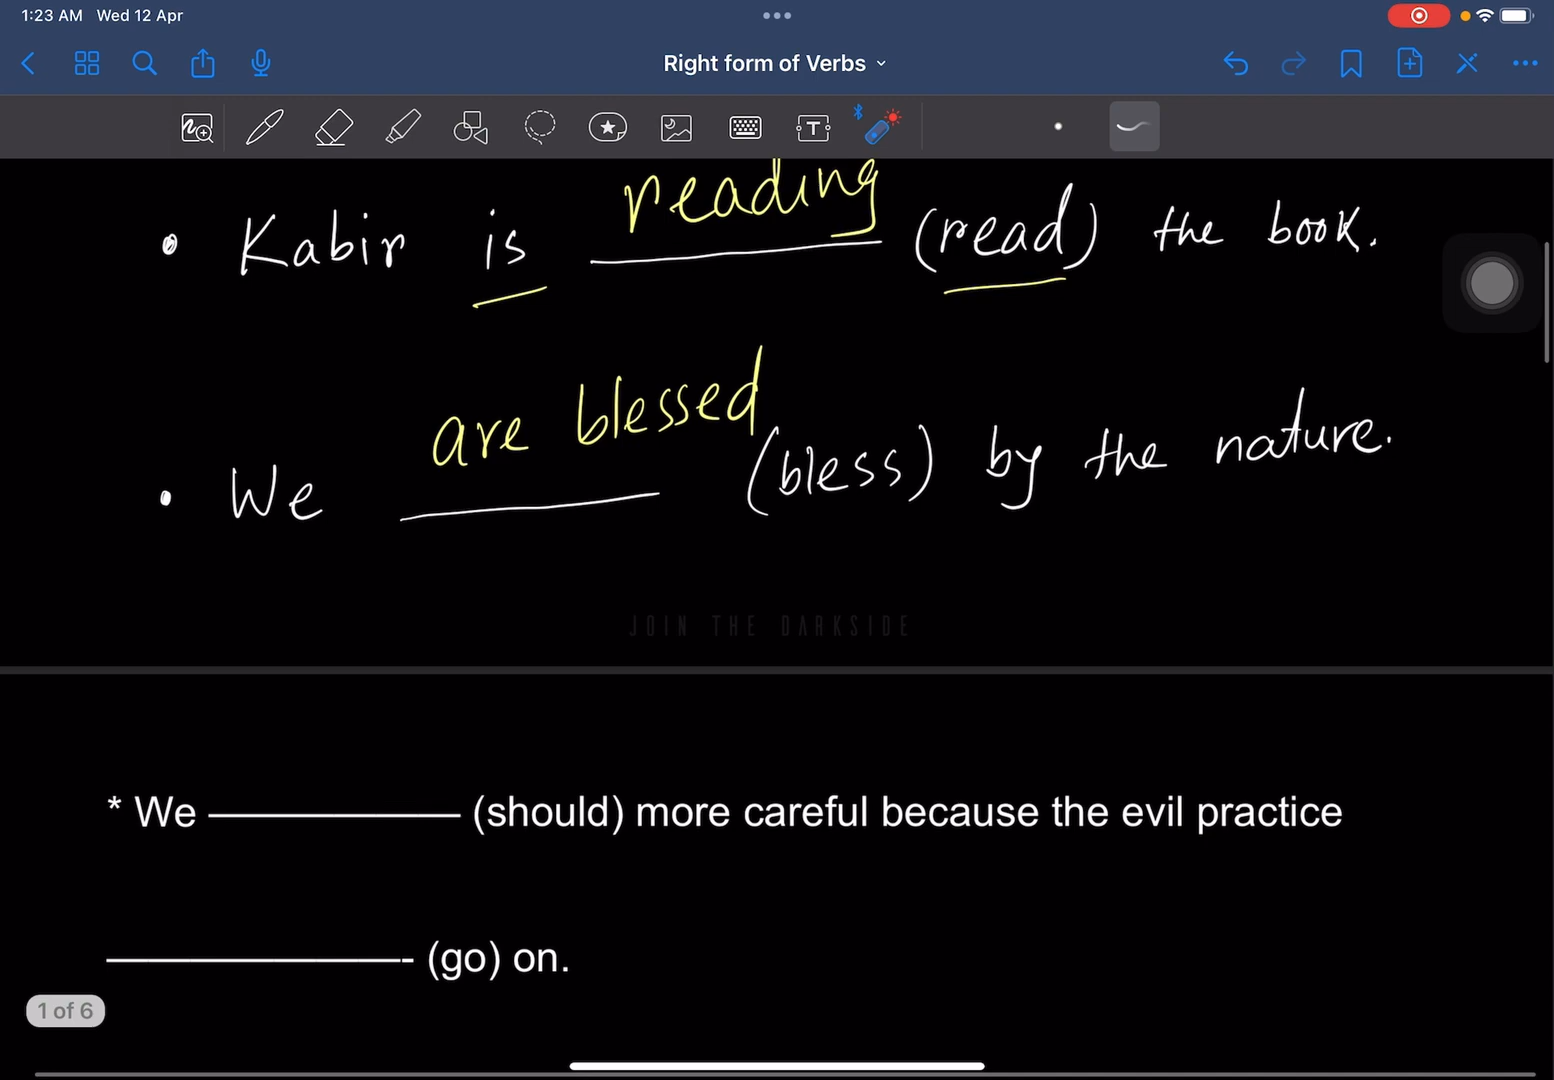 1:23 AM Wed 12 Apr
Right form of Verbs
reading
• Kabir is ______ (read) the book.
are blessed
• We ______ (bless) by the nature.
JOIN THE DARKSIDE
* We —————— (should) more careful because the evil practice
———————- (go) on.
1 of 6